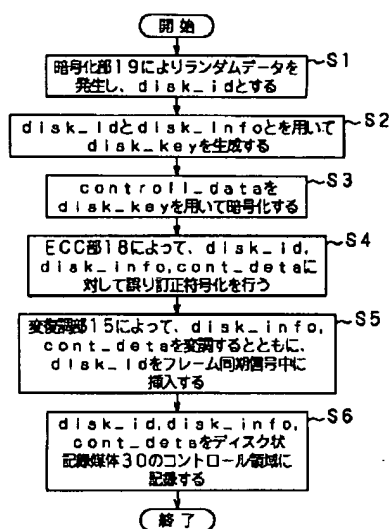 開始
S1
暗号化部19によりランダムデータを
発生し、disk_idとする
S2
disk_idとdisk_infoとを用いて
disk_keyを生成する
S3
controll_dataを
disk_keyを用いて暗号化する
S4
ECC部18によって、disk_id,
disk_info,cont_detaに
対して誤り訂正符号化を行う
S5
変復調部15によって、disk_info,
cont_detaを変調するとともに、
disk_idをフレーム同期信号中に
挿入する
S6
disk_id,disk_info,
cont_detaをディスク状
記録媒体30のコントロール領域に
記録する
終了